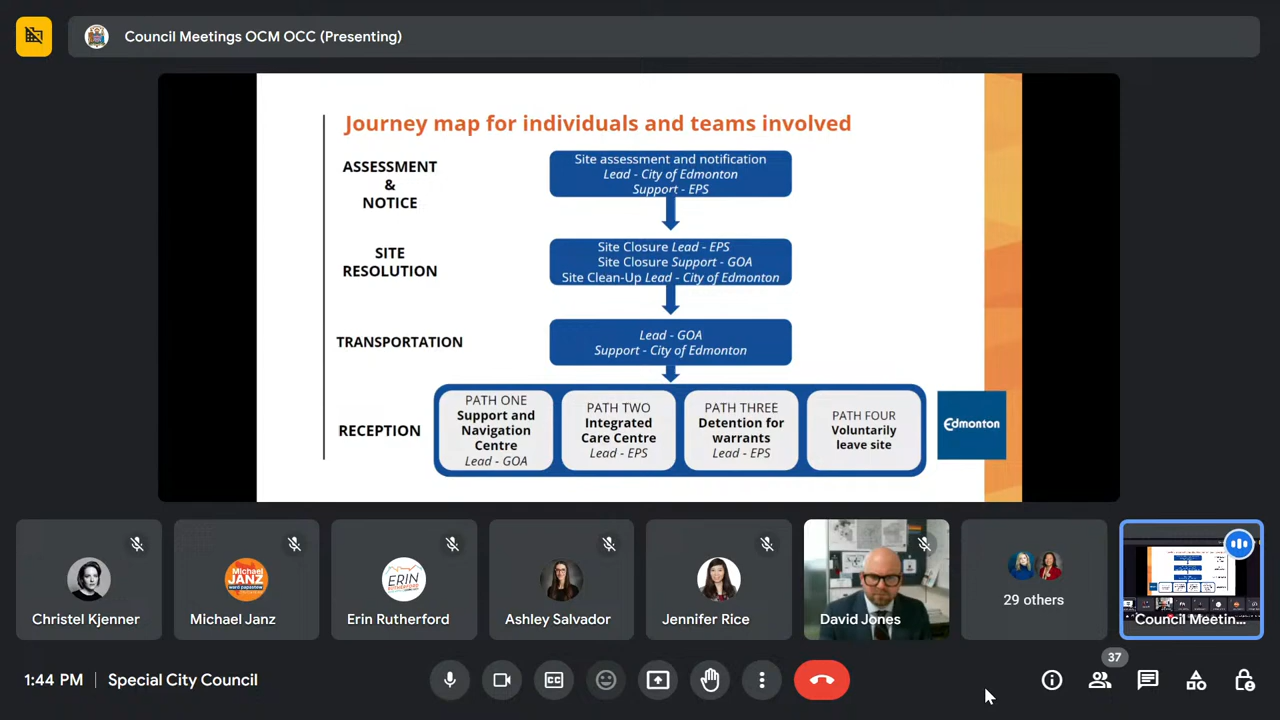 Council Meetings OCM OCC (Presenting)
Journey map for individuals and teams involved
ASSESSMENT
&
NOTICE
Site assessment and notification
Lead - City of Edmonton
Support - EPS
SITE
RESOLUTION
Site Closure Lead - EPS
Site Closure Support - GOA
Site Clean-Up Lead - City of Edmonton
TRANSPORTATION
Lead - GOA
Support - City of Edmonton
RECEPTION
PATH ONE
Support and
Navigation
Centre
Lead - GOA
PATH TWO
Integrated
Care Centre
Lead - EPS
PATH THREE
Detention for
warrants
Lead - EPS
PATH FOUR
Voluntarily
leave site
Edmonton
Christel Kjenner
Michael
JANZ
Michael Janz
ERIN
RUTHERFORD
Erin Rutherford
Ashley Salvador
Jennifer Rice
David Jones
29 others
Council Meetin...
1:44 PM
Special City Council
37